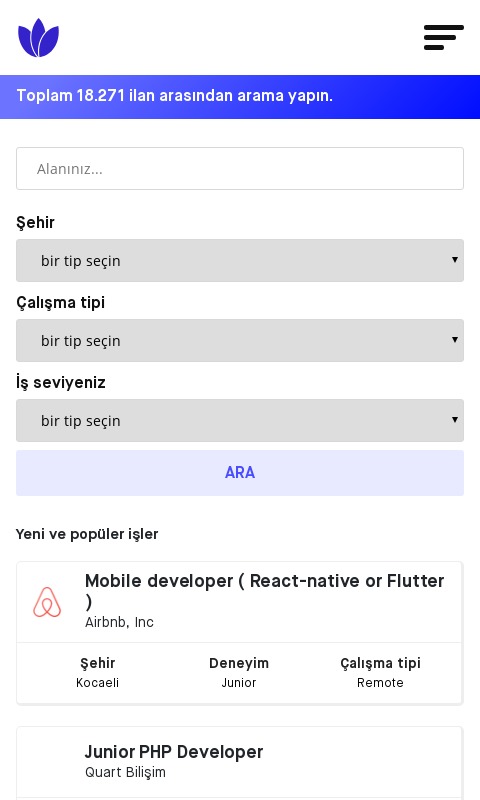 Toplam 18.271 ilan arasından arama yapın.
Alanınız...
Şehir
bir tip seçin
Çalışma tipi
bir tip seçin
İş seviyeniz
bir tip seçin
ARA
Yeni ve popüler işler
Mobile developer ( React-native or Flutter
)
Airbnb, Inc
Şehir Deneyim Çalışma tipi
Kocaeli Junior Remote
Junior PHP Developer
Quart Bilişim